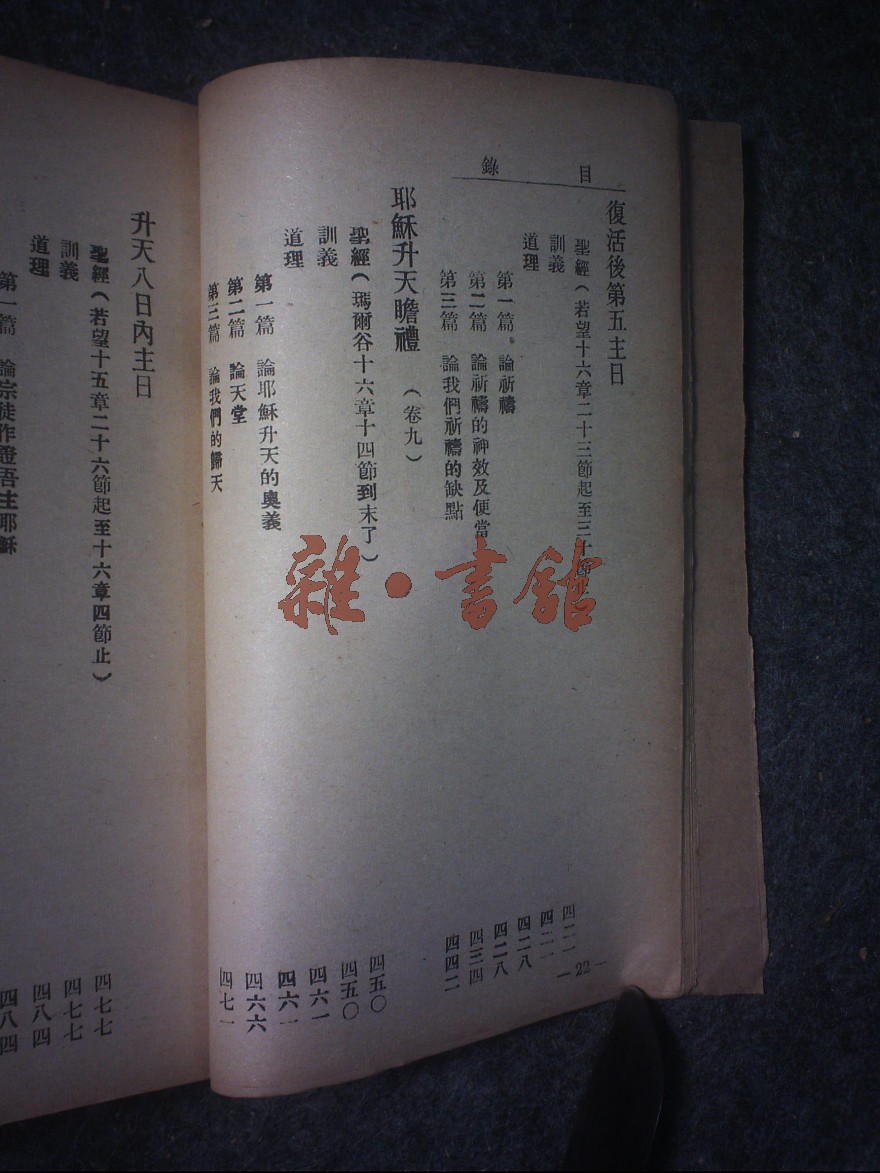 目 錄
復活後第五主日
聖經(若望十六章二十三節起至三十節止) 四二一
訓義 四二一
道理 四二八
第一篇 論祈禱 四二八
第二篇 論祈禱的神效及便當 四三四
第三篇 論我們祈禱的缺點 四四二
耶穌升天瞻禮 (卷九)
聖經(瑪爾谷十六章十四節到末了) 四五〇
訓義 四五〇
道理 四六一
第一篇 論耶穌升天的奧義 四六一
第二篇 論天堂 四六六
第三篇 論我們的歸天 四七一
—22—
升天八日內主日
聖經(若望十五章二十六節起至十六章四節止) 四七七
訓義 四七七
道理 四八四
第一篇 論宗徒作證吾主耶穌 四八四
雜·書館